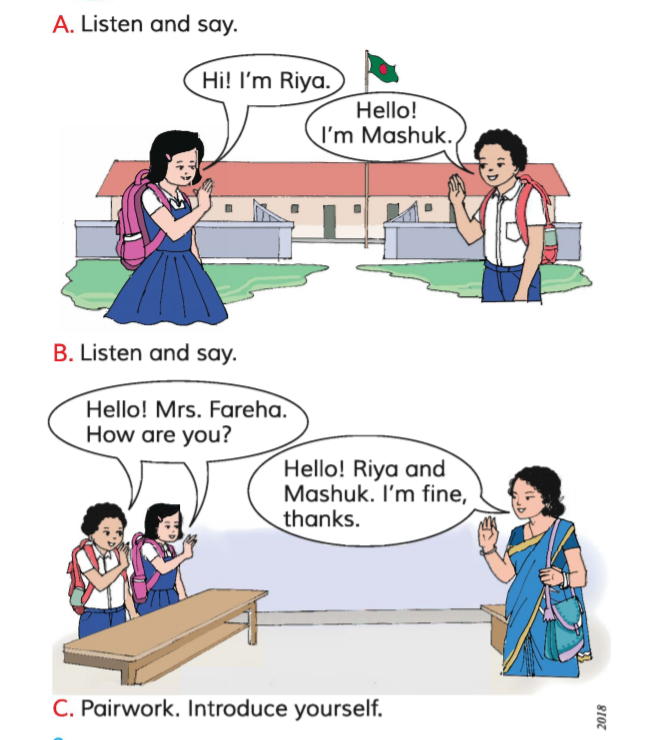 A. Listen and say.
Hi! I'm Riya.
Hello!
I'm Mashuk.
B. Listen and say.
Hello! Mrs. Fareha.
How are you?
Hello! Riya and
Mashuk. I'm fine,
thanks.
C. Pairwork. Introduce yourself.
2018